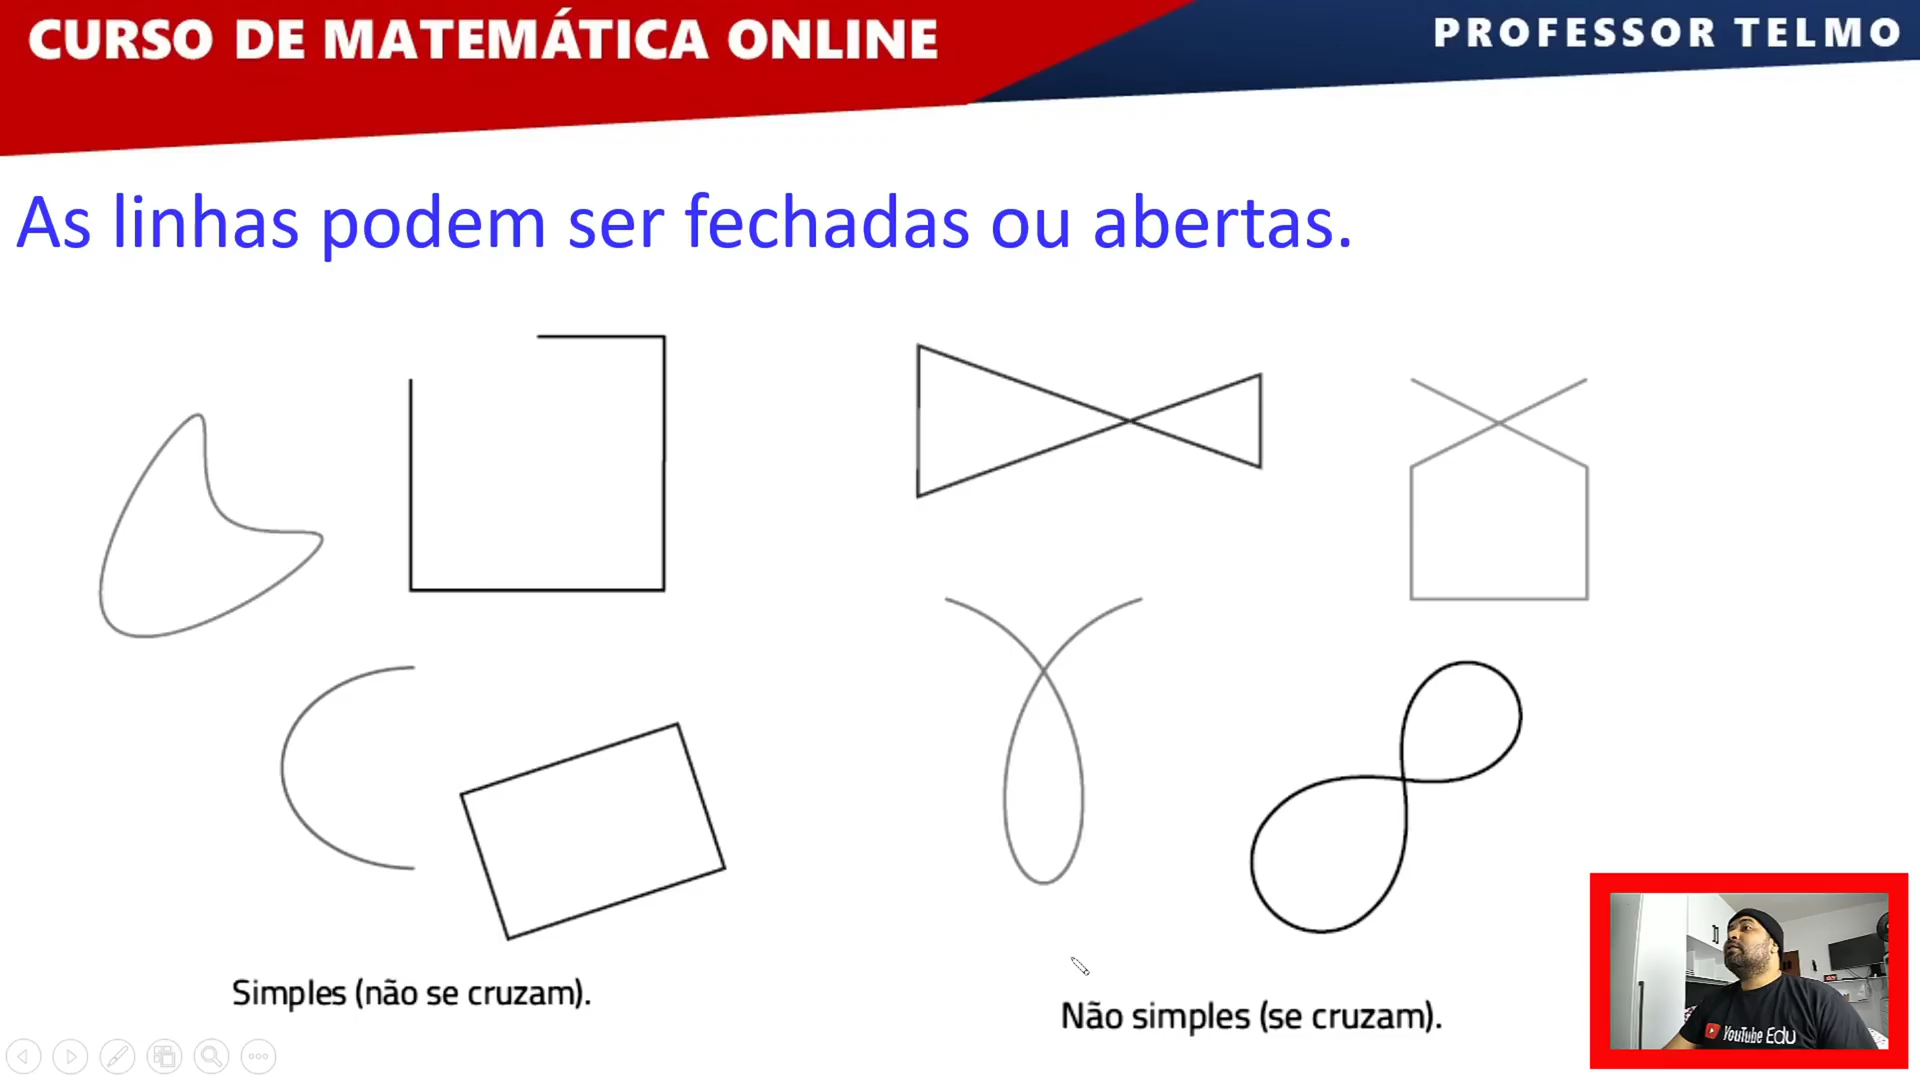 CURSO DE MATEMÁTICA ONLINE
PROFESSOR TELMO
As linhas podem ser fechadas ou abertas.
Simples (não se cruzam).
Não simples (se cruzam).
YouTube Edu